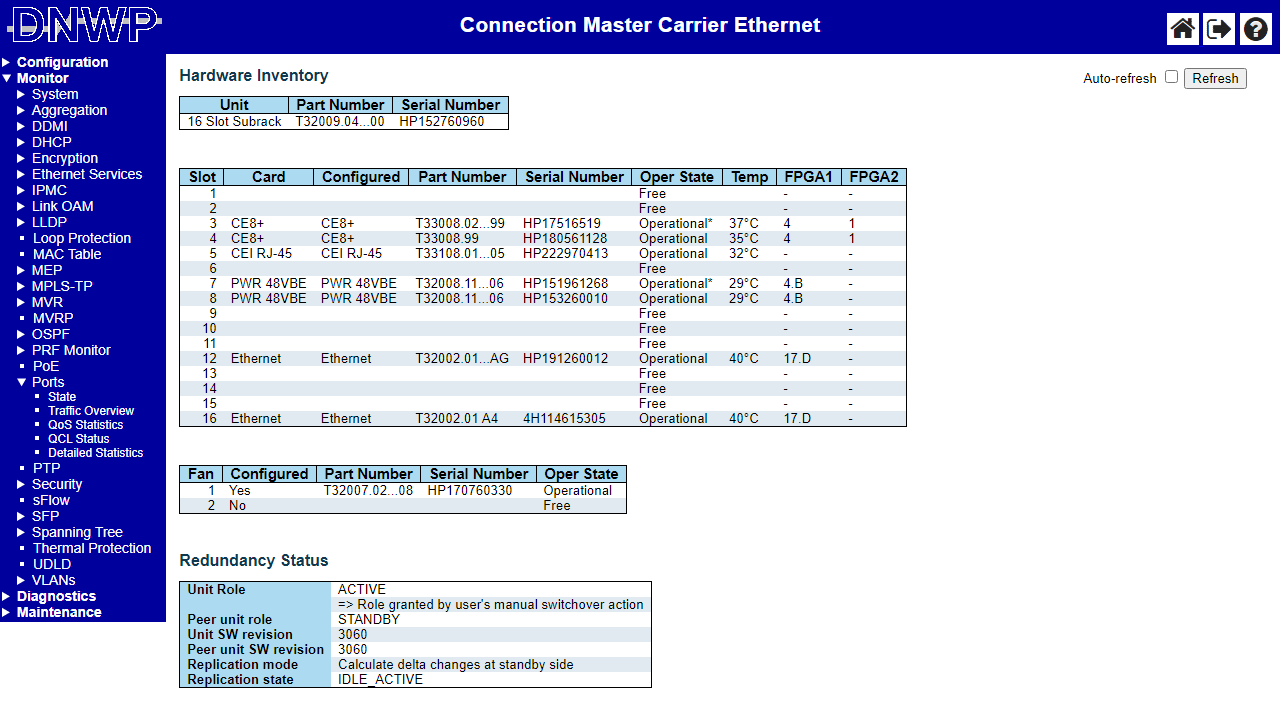 DNWP
Connection Master Carrier Ethernet
Configuration
Monitor
System
Aggregation
DDMI
DHCP
Encryption
Ethernet Services
IPMC
Link OAM
LLDP
Loop Protection
MAC Table
MEP
MPLS-TP
MVR
MVRP
OSPF
PRF Monitor
PoE
Ports
State
Traffic Overview
QoS Statistics
QCL Status
Detailed Statistics
PTP
Security
sFlow
SFP
Spanning Tree
Thermal Protection
UDLD
VLANs
Diagnostics
Maintenance
Hardware Inventory
Auto-refresh Refresh
Unit Part Number Serial Number
16 Slot Subrack T32009.04...00 HP152760960
Slot Card Configured Part Number Serial Number Oper State Temp FPGA1 FPGA2
1 Free - -
2 Free - -
3 CE8+ CE8+ T33008.02...99 HP17516519 Operational* 37°C 4 1
4 CE8+ CE8+ T33008.99 HP180561128 Operational 35°C 4 1
5 CEI RJ-45 CEI RJ-45 T33108.01...05 HP222970413 Operational 32°C - -
6 Free - -
7 PWR 48VBE PWR 48VBE T32008.11...06 HP151961268 Operational* 29°C 4.B -
8 PWR 48VBE PWR 48VBE T32008.11...06 HP153260010 Operational 29°C 4.B -
9 Free - -
10 Free - -
11 Free - -
12 Ethernet Ethernet T32002.01...AG HP191260012 Operational 40°C 17.D -
13 Free - -
14 Free - -
15 Free - -
16 Ethernet Ethernet T32002.01 A4 4H114615305 Operational 40°C 17.D -
Fan Configured Part Number Serial Number Oper State
1 Yes T32007.02...08 HP170760330 Operational
2 No Free
Redundancy Status
Unit Role ACTIVE
=> Role granted by user's manual switchover action
Peer unit role STANDBY
Unit SW revision 3060
Peer unit SW revision 3060
Replication mode Calculate delta changes at standby side
Replication state IDLE_ACTIVE